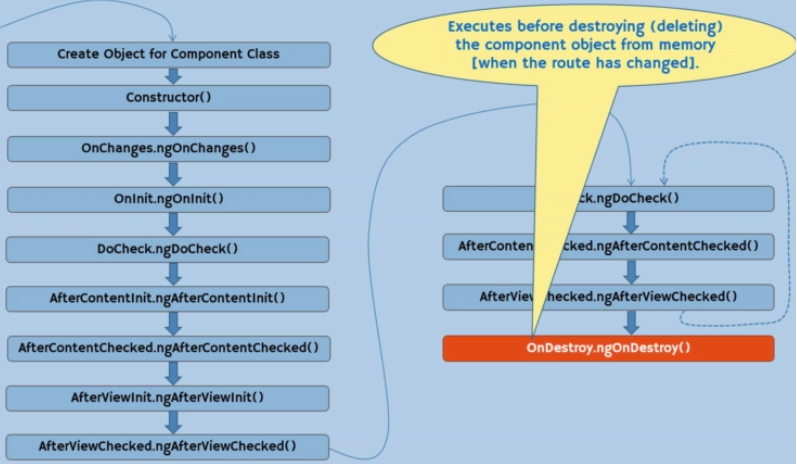 Create Object for Component Class
Constructor()
OnChanges.ngOnChanges()
OnInit.ngOnInit()
DoCheck.ngDoCheck()
AfterContentInit.ngAfterContentInit()
AfterContentChecked.ngAfterContentChecked()
AfterViewInit.ngAfterViewInit()
AfterViewChecked.ngAfterViewChecked()
Executes before destroying (deleting)
the component object from memory
[when the route has changed].
ck.ngDoCheck()
AfterConten cked.ngAfterContentChecked()
AfterView hecked.ngAfterViewChecked()
OnDestroy.ngOnDestroy()